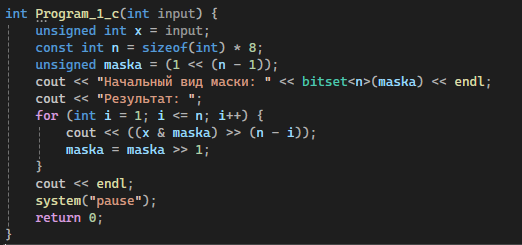 int Program_1_c(int input) {
    unsigned int x = input;
    const int n = sizeof(int) * 8;
    unsigned maska = (1 << (n - 1));
    cout << "Начальный вид маски: " << bitset<n>(maska) << endl;
    cout << "Результат: ";
    for (int i = 1; i <= n; i++) {
        cout << ((x & maska) >> (n - i));
        maska = maska >> 1;
    }
    cout << endl;
    system("pause");
    return 0;
}